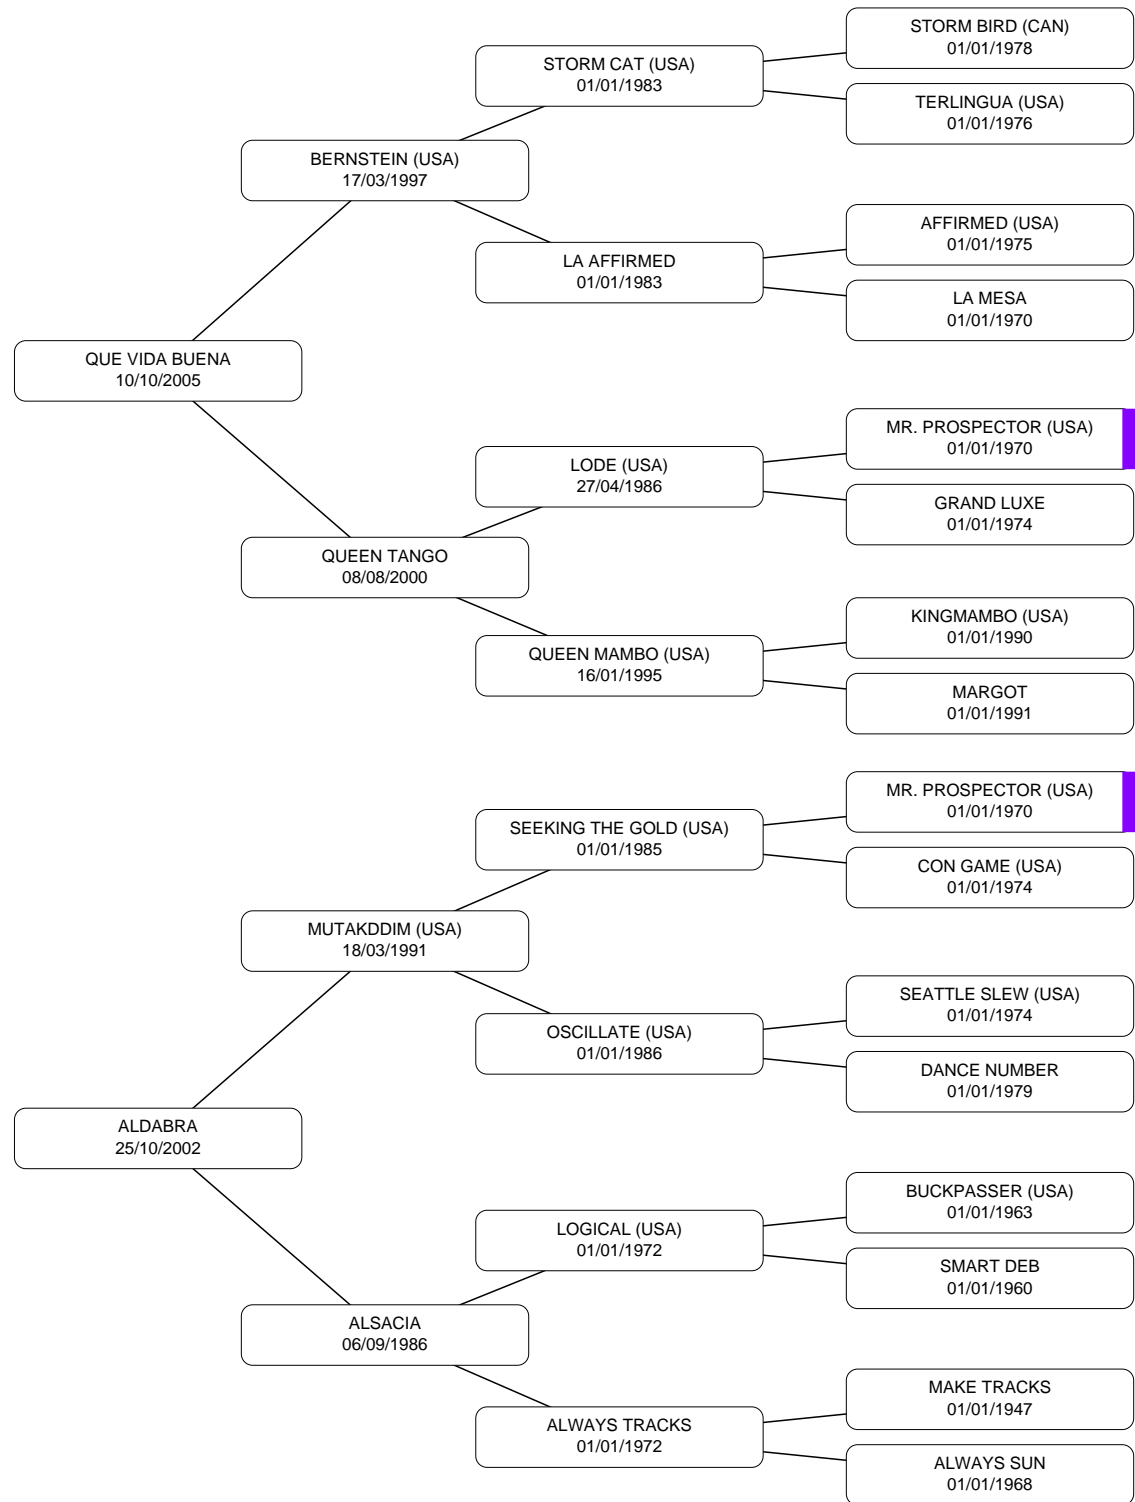 STORM BIRD (CAN)
01/01/1978
STORM CAT (USA)
01/01/1983
TERLINGUA (USA)
01/01/1976
BERNSTEIN (USA)
17/03/1997
AFFIRMED (USA)
01/01/1975
LA AFFIRMED
01/01/1983
LA MESA
01/01/1970
QUE VIDA BUENA
10/10/2005
MR. PROSPECTOR (USA)
01/01/1970
LODE (USA)
27/04/1986
GRAND LUXE
01/01/1974
QUEEN TANGO
08/08/2000
KINGMAMBO (USA)
01/01/1990
QUEEN MAMBO (USA)
16/01/1995
MARGOT
01/01/1991
MR. PROSPECTOR (USA)
01/01/1970
SEEKING THE GOLD (USA)
01/01/1985
CON GAME (USA)
01/01/1974
MUTAKDDIM (USA)
18/03/1991
SEATTLE SLEW (USA)
01/01/1974
OSCILLATE (USA)
01/01/1986
DANCE NUMBER
01/01/1979
ALDABRA
25/10/2002
BUCKPASSER (USA)
01/01/1963
LOGICAL (USA)
01/01/1972
SMART DEB
01/01/1960
ALSACIA
06/09/1986
MAKE TRACKS
01/01/1947
ALWAYS TRACKS
01/01/1972
ALWAYS SUN
01/01/1968